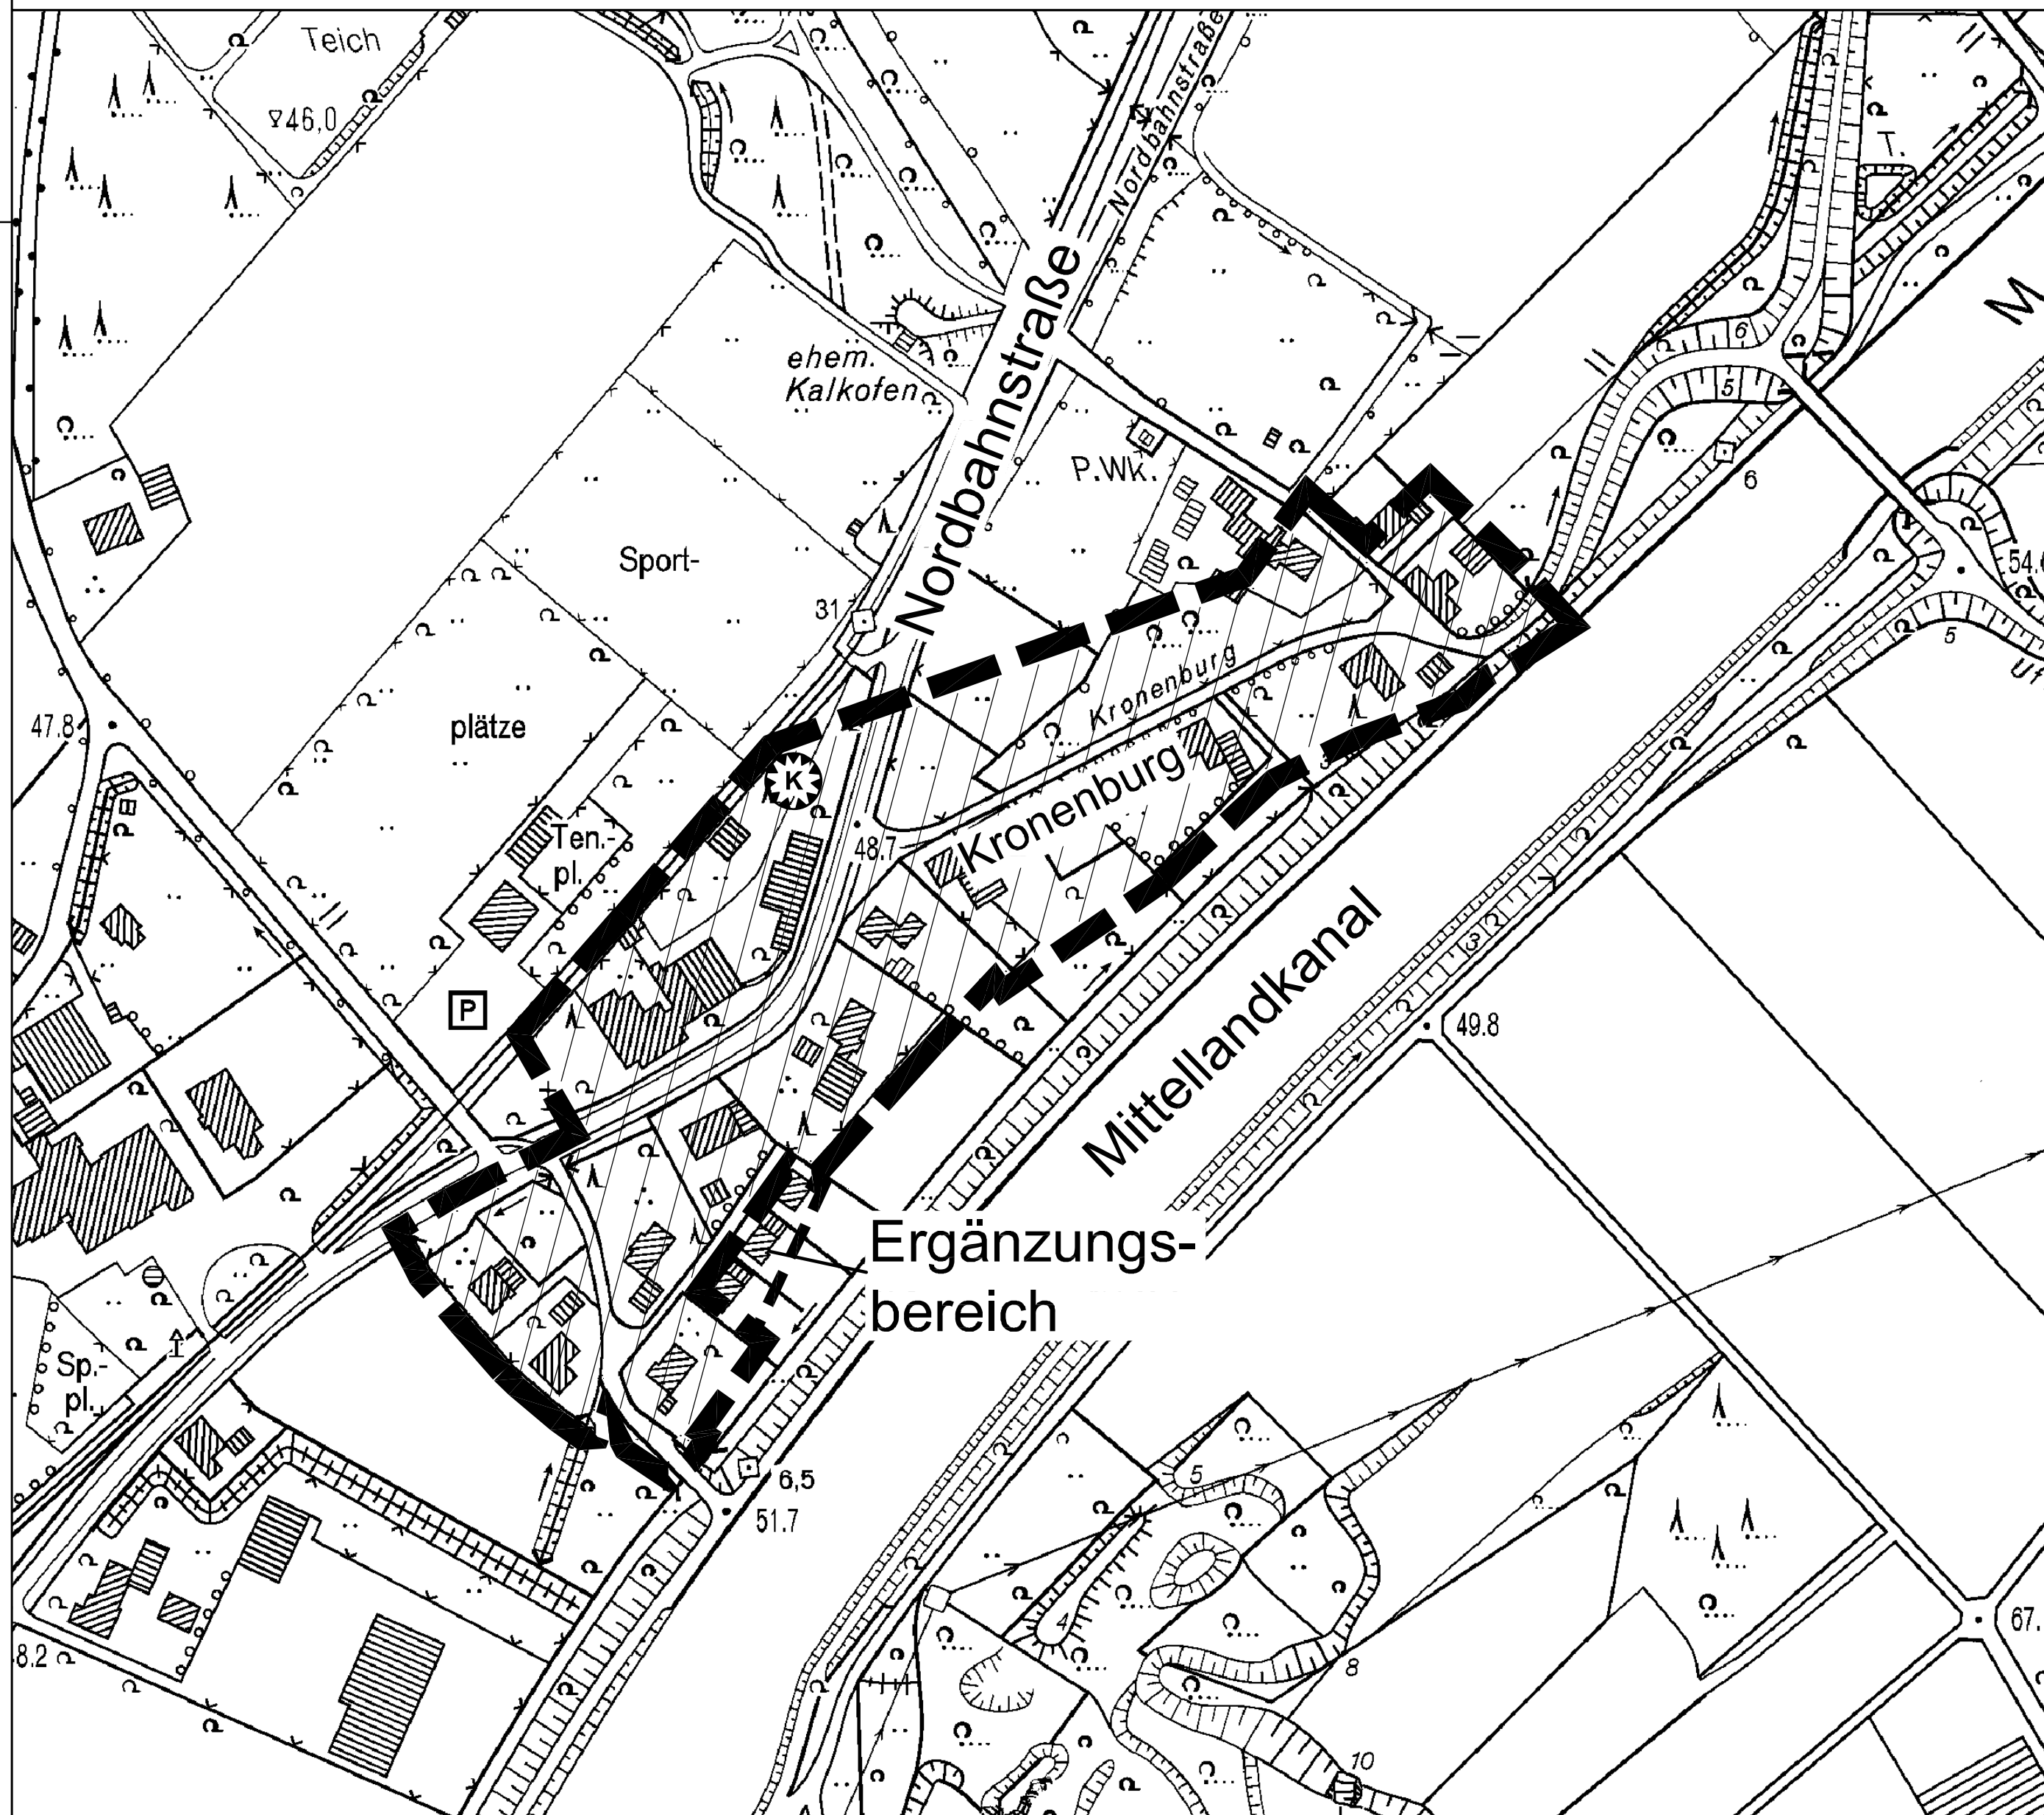 Teich
46,0
Nordbahnstraße
ehem.
Kalkofen
Nordbahnstraße
6
5
P.Wk.
6
Sport-
31
54.
5
plätze
47.8
Kronenburg
K
Kronenburg
Ten.-
pl.
48.7
3
Mittellandkanal
P
49.8
Ergänzungs-
bereich
Sp.-
pl.
6,5
51.7
5
4
8
67.
8.2
10
M